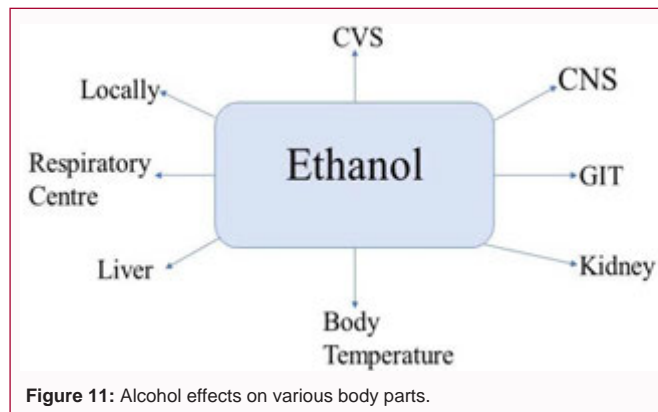 CVS
Locally
CNS
Respiratory
Centre
Ethanol
GIT
Liver
Kidney
Body
Temperature
Figure 11: Alcohol effects on various body parts.